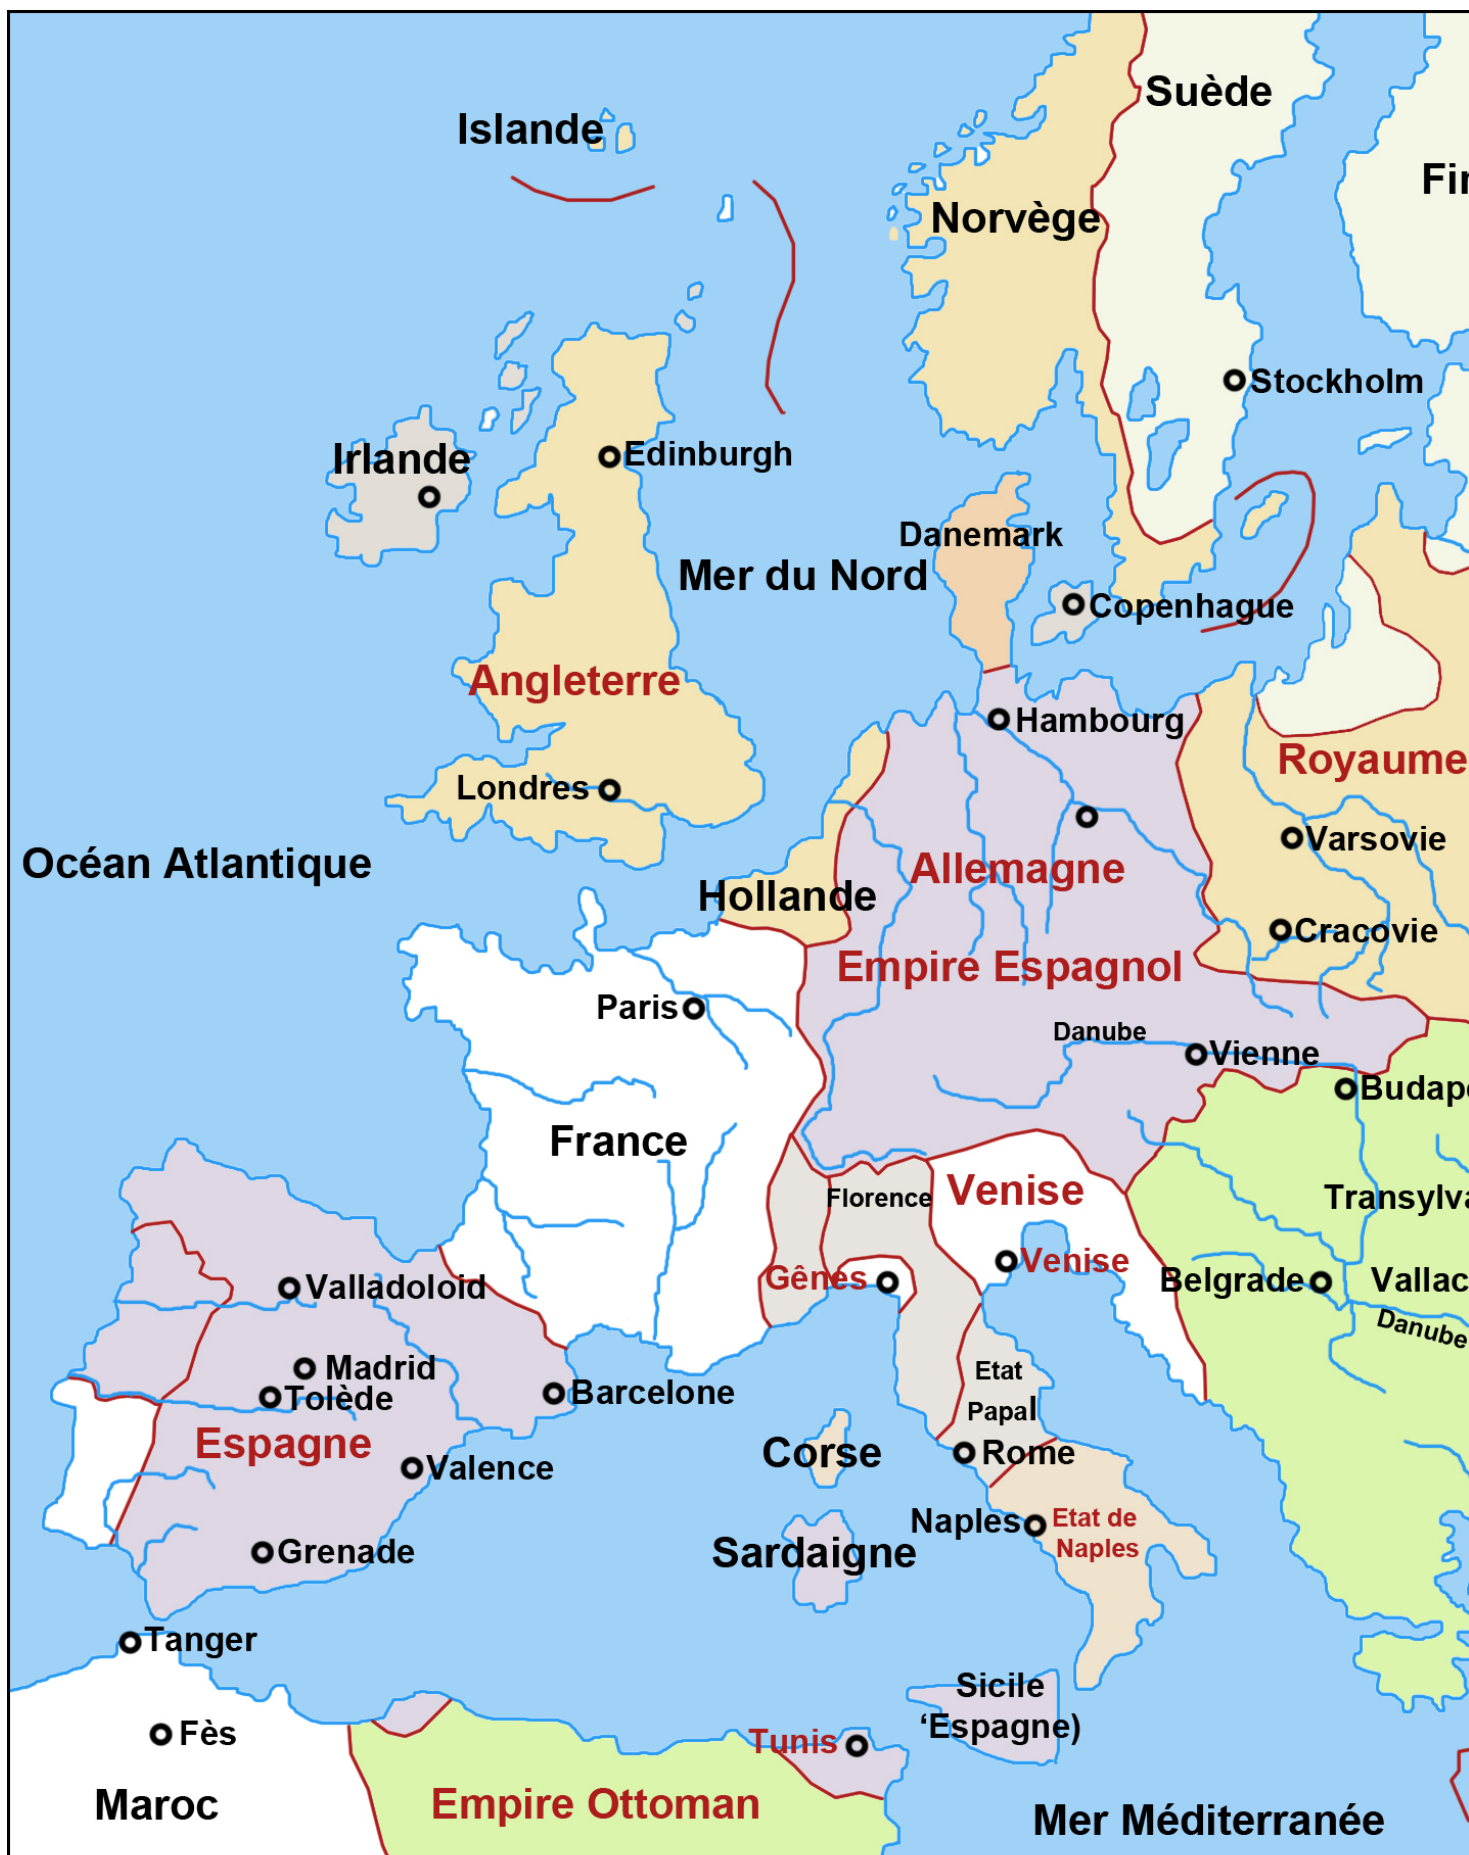 Suède
Islande
Fin
Norvège
Stockholm
Edinburgh
Irlande
Danemark
Mer du Nord
Copenhague
Angleterre
Hambourg
Royaume
Londres
Varsovie
Océan Atlantique
Allemagne
Hollande
Cracovie
Empire Espagnol
Paris
Danube
Vienne
Budape
France
Venise
Florence
Transylva
Venise
Gênes
Belgrade
Vallac
Valladoloid
Danube
Madrid
Etat
Papal
Tolède
Barcelone
Espagne
Corse
Rome
Valence
Naples
Etat de
Naples
Grenade
Sardaigne
Tanger
Sicile
‘Espagne)
Fès
Tunis
Maroc
Empire Ottoman
Mer Méditerranée